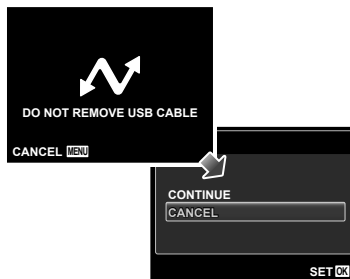 DO NOT REMOVE USB CABLE
CANCEL MENU
CONTINUE
CANCEL
SET OK